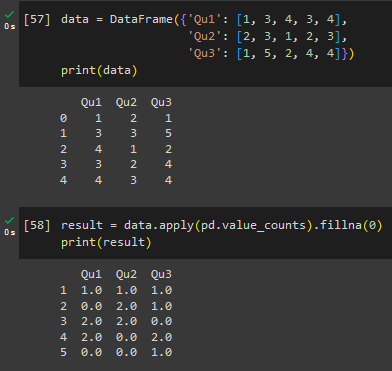 [57] data = DataFrame({'Qu1': [1, 3, 4, 3, 4],
'Qu2': [2, 3, 1, 2, 3],
'Qu3': [1, 5, 2, 4, 4]})
0s
print(data)
Qu1 Qu2 Qu3
0 1 2 1
1 3 3 5
2 4 1 2
3 3 2 4
4 4 3 4
[58] result = data.apply(pd.value_counts).fillna(0)
0s
print(result)
Qu1 Qu2 Qu3
1 1.0 1.0 1.0
2 0.0 2.0 1.0
3 2.0 2.0 0.0
4 2.0 0.0 2.0
5 0.0 0.0 1.0